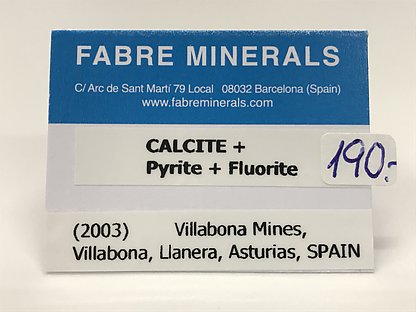 FABRE MINERALS
C/ Arc de Sant Martí 79 Local 08032 Barcelona (Spain)
www.fabreminerals.com
CALCITE +
Pyrite + Fluorite
190.-
(2003) Villabona Mines,
Villabona, Llanera, Asturias, SPAIN